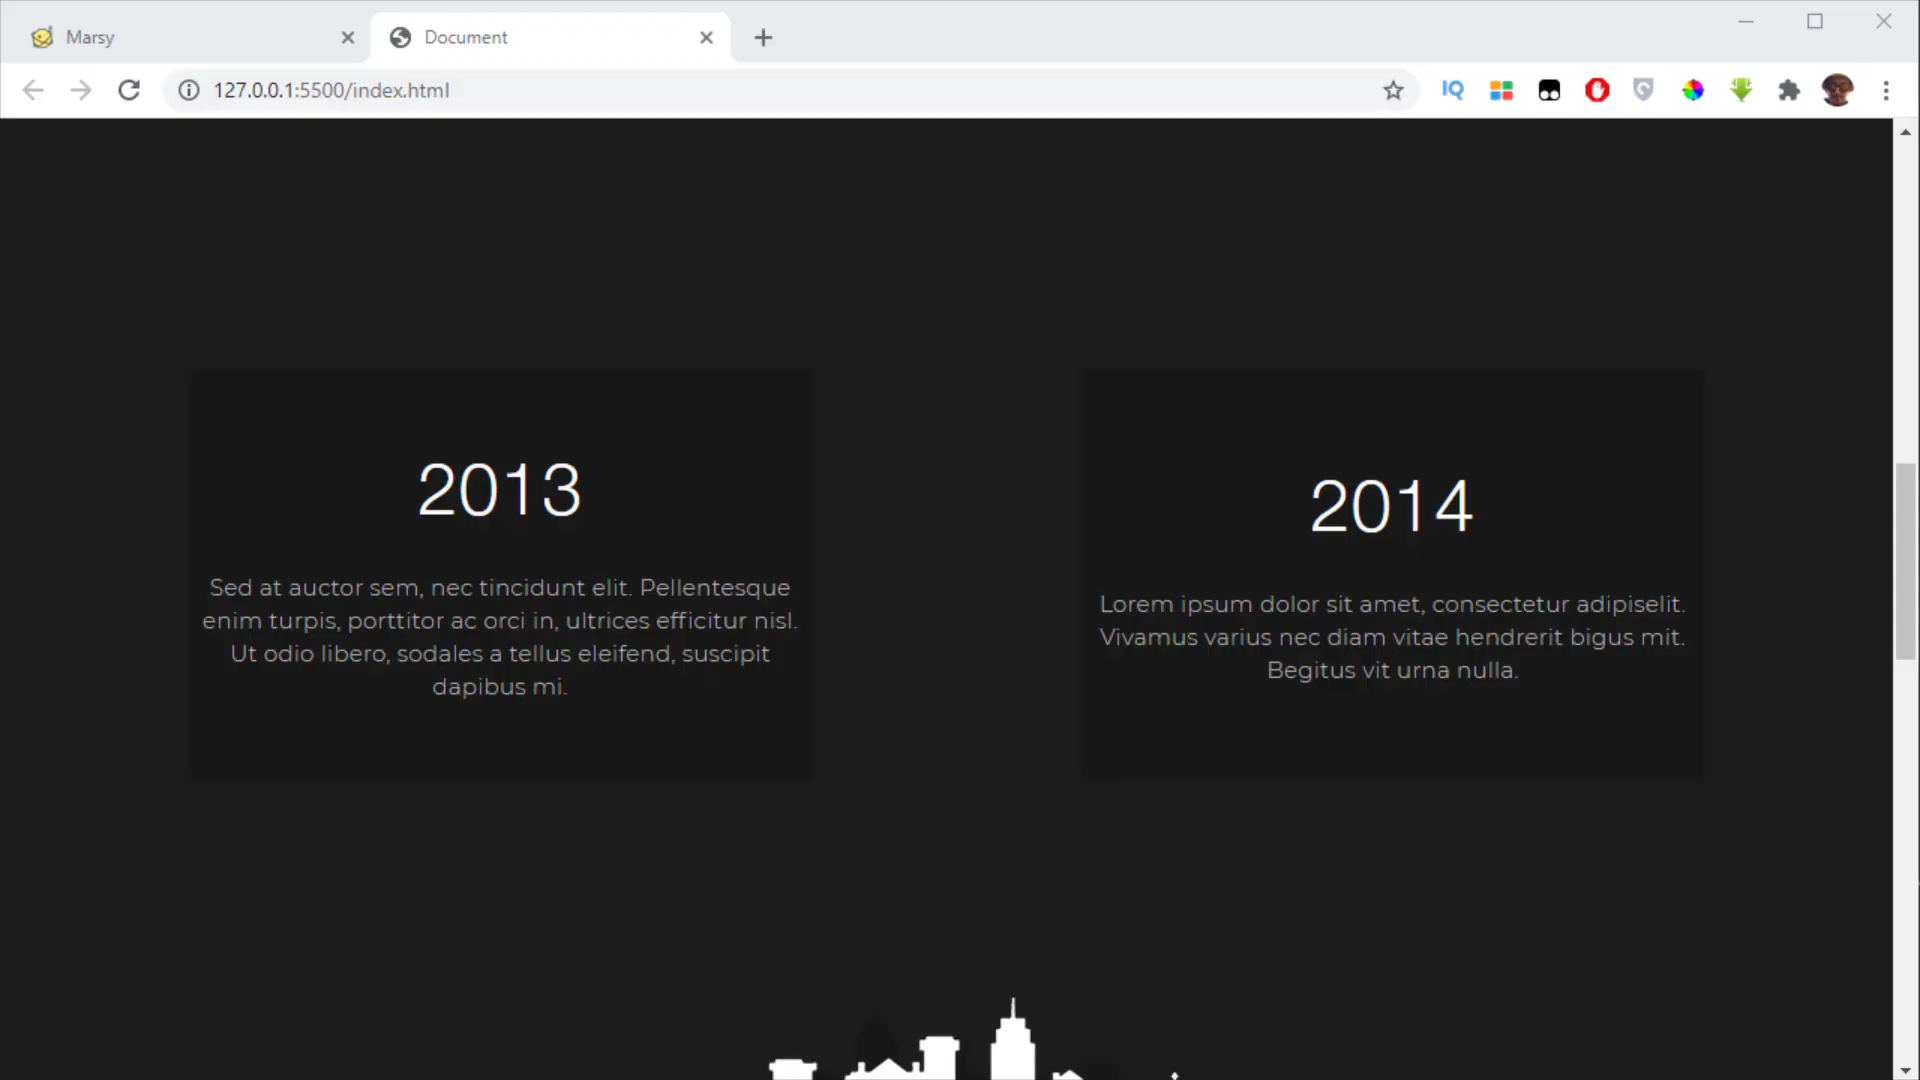 Marsy
Document
127.0.0.1:5500/index.html
IQ
2013
Sed at auctor sem, nec tincidunt elit. Pellentesque
enim turpis, porttitor ac orci in, ultrices efficitur nisl.
Ut odio libero, sodales a tellus eleifend, suscipit
dapibus mi.
2014
Lorem ipsum dolor sit amet, consectetur adipiselit.
Vivamus varius nec diam vitae hendrerit bigus mit.
Begitus vit urna nulla.